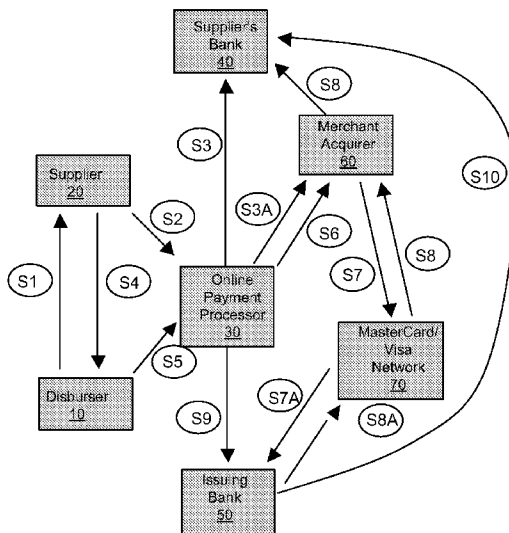 Supplier's
Bank
40
S8
Merchant
Acquirer
60
S3
S10
Supplier
20
S2
S3A
S6
S1
S4
S7
S8
Online
Payment
Processor
30
MasterCard/
Visa
Network
70
S5
Disburser
10
S7A
S9
S8A
Issuing
Bank
50